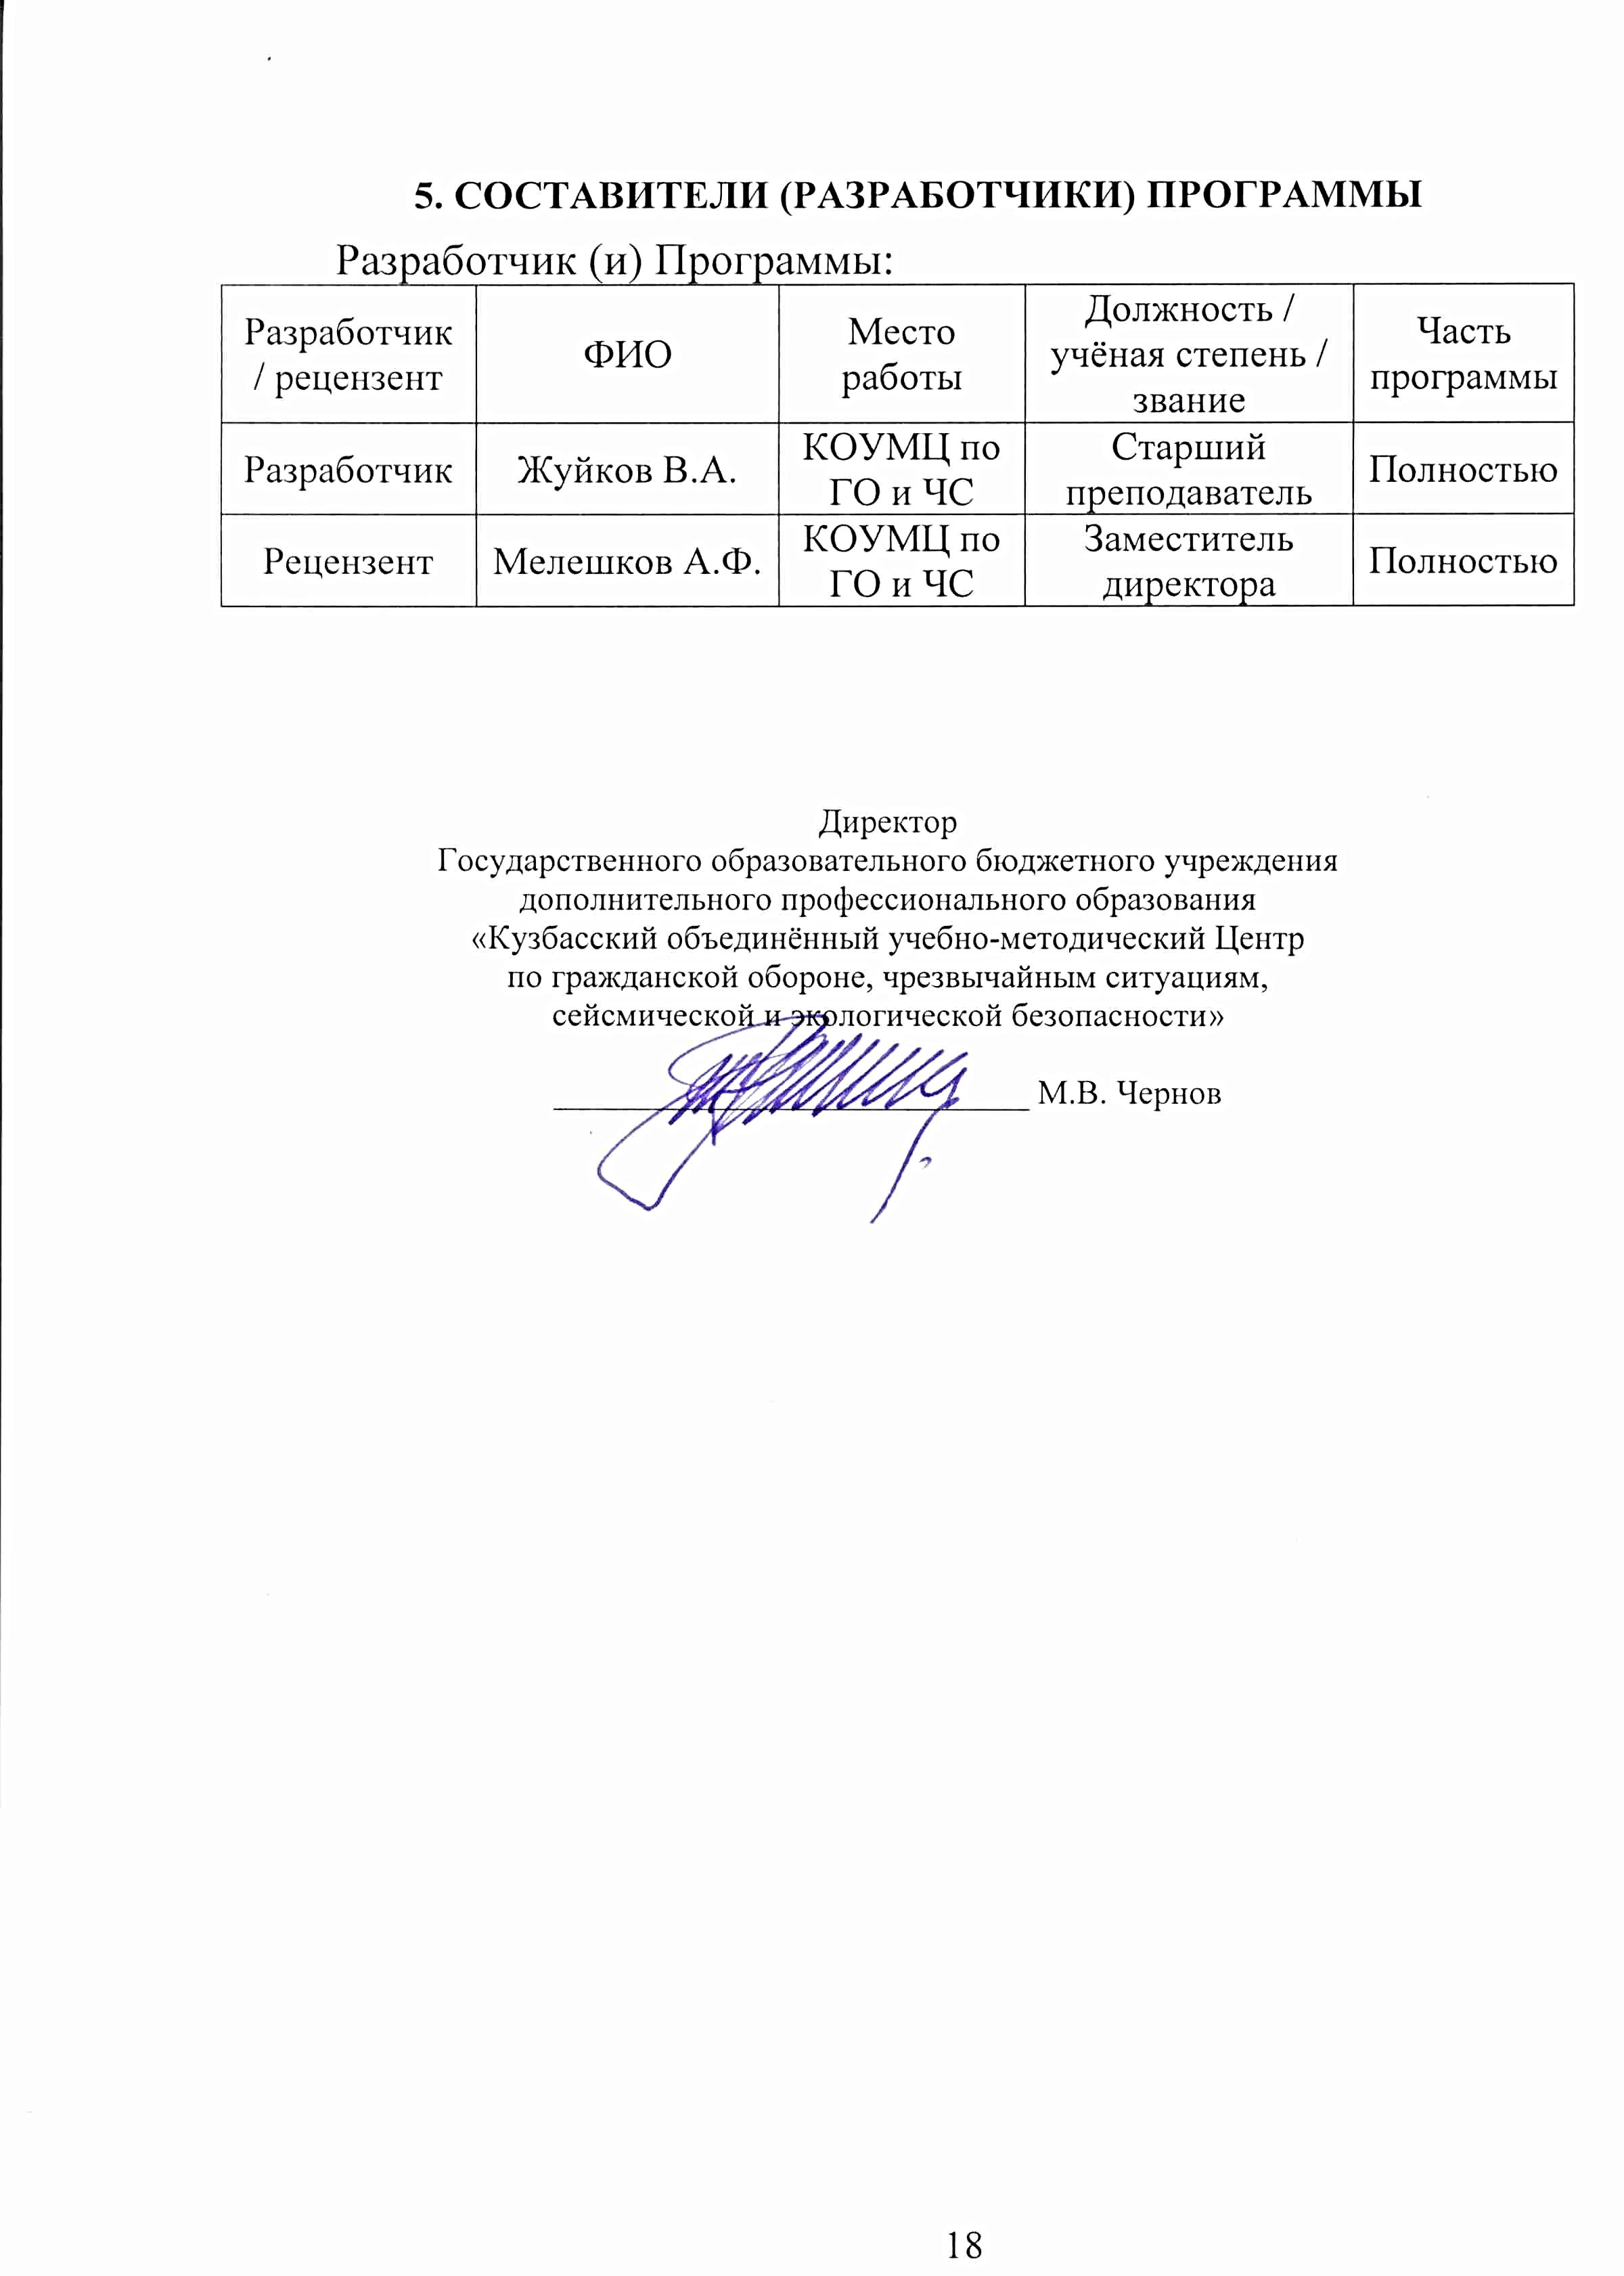 5. СОСТАВИТЕЛИ (РАЗРАБОТЧИКИ) ПРОГРАММЫ
Разработчик (и) Программы:
Разработчик / рецензент | ФИО | Место работы | Должность / учёная степень / звание | Часть программы
Разработчик | Жуйков В.А. | КОУМЦ по ГО и ЧС | Старший преподаватель | Полностью
Рецензент | Мелешков А.Ф. | КОУМЦ по ГО и ЧС | Заместитель директора | Полностью
Директор
Государственного образовательного бюджетного учреждения
дополнительного профессионального образования
«Кузбасский объединённый учебно-методический Центр
по гражданской обороне, чрезвычайным ситуациям,
сейсмической и экологической безопасности»
М.В. Чернов
18